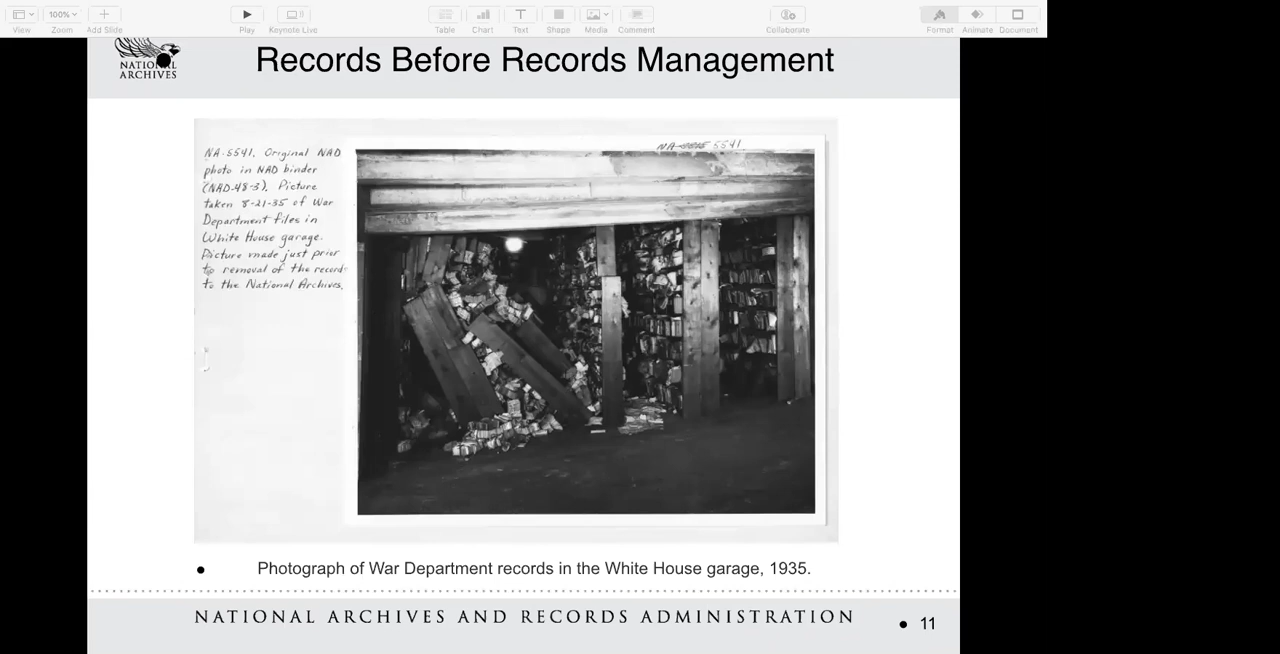 View
100%
Zoom
Add Slide
Play
Keynote Live
Table
Chart
Text
Shape
Media
Comment
Collaborate
Format
Animate
Document
NATIONAL
ARCHIVES
Records Before Records Management
NA-5541. Original NAD
photo in NAD binder
(NAD-48-3). Picture
taken 8-21-35 of War
Department files in
White House garage.
Picture made just prior
to removal of the records
to the National Archives.
NA 5541.
• Photograph of War Department records in the White House garage, 1935.
NATIONAL ARCHIVES AND RECORDS ADMINISTRATION
• 11